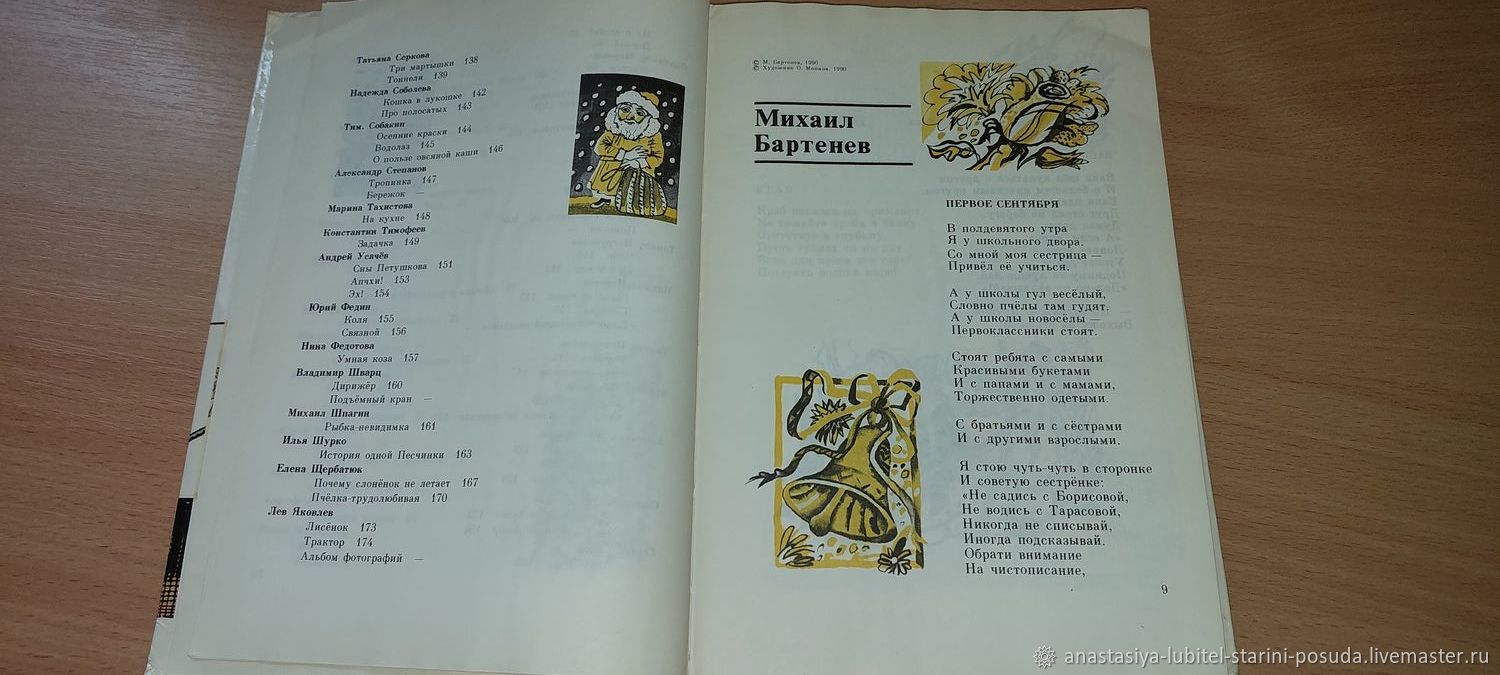 Татьяна Серкова
Три мартышки 138
Тоннели 139
Надежда Соболева
Кошка в лукошке 142
Про полосатых 143
Тим. Собакин
Осенние краски 144
Водолаз 145
О пользе овсяной каши 146
Александр Степанов
Тропинка 147
Бережок —
Марина Тахистова
На кухне 148
Константин Тимофеев
Задачка 149
Андрей Усачёв
Сны Петушкова 151
Апчхи! 153
Эх! 154
Юрий Федин
Коля 155
Связной 156
Нина Федотова
Умная коза 157
Владимир Шварц
Дирижёр 160
Подъёмный кран —
Михаил Шпагин
Рыбка-невидимка 161
Илья Шурко
История одной Песчинки 163
Елена Щербатюк
Почему слонёнок не летает 167
Пчёлка-трудолюбивая 170
Лев Яковлев
Лисёнок 173
Трактор 174
Альбом фотографий —
© М. Бартенев, 1990
© Художник О. 1990
Михаил
Бартенев
ПЕРВОЕ СЕНТЯБРЯ
В полдевятого утра
Я у школьного двора.
Со мной моя сестрица —
Привёл её учиться.
А у школы гул весёлый,
Словно пчёлы там гудят.
А у школы новосёлы —
Первоклассники стоят.
Стоят ребята с самыми
Красивыми букетами
И с папами и с мамами,
Торжественно одетыми.
С братьями и с сёстрами
И с другими взрослыми.
Я стою чуть-чуть в сторонке
И советую сестрёнке:
«Не садись с Борисовой,
Не водись с Тарасовой,
Никогда не списывай,
Иногда подсказывай.
Обрати внимание
На чистописание,
9
anastasiya-lubitel-starini-posuda.livemaster.ru